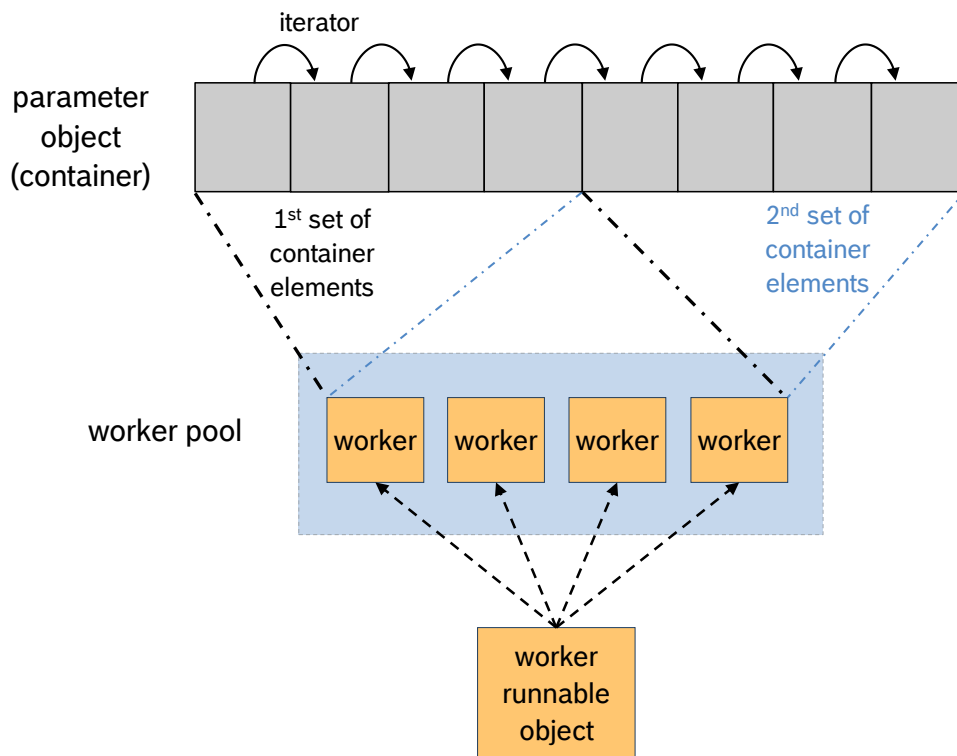 iterator
parameter
object
(container)
1st set of
container
elements
2nd set of
container
elements
worker pool
worker worker worker worker
worker
runnable
object